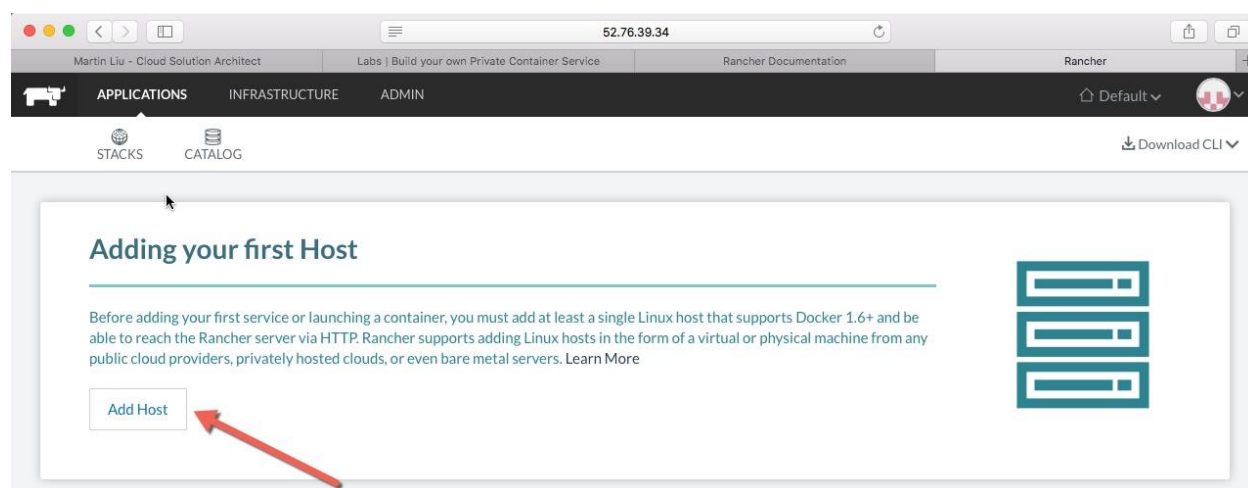 52.76.39.34
Martin Liu - Cloud Solution Architect
Labs | Build your own Private Container Service
Rancher Documentation
Rancher
APPLICATIONS
INFRASTRUCTURE
ADMIN
Default
STACKS
CATALOG
Download CLI
Adding your first Host
Before adding your first service or launching a container, you must add at least a single Linux host that supports Docker 1.6+ and be
able to reach the Rancher server via HTTP. Rancher supports adding Linux hosts in the form of a virtual or physical machine from any
public cloud providers, privately hosted clouds, or even bare metal servers. Learn More
Add Host